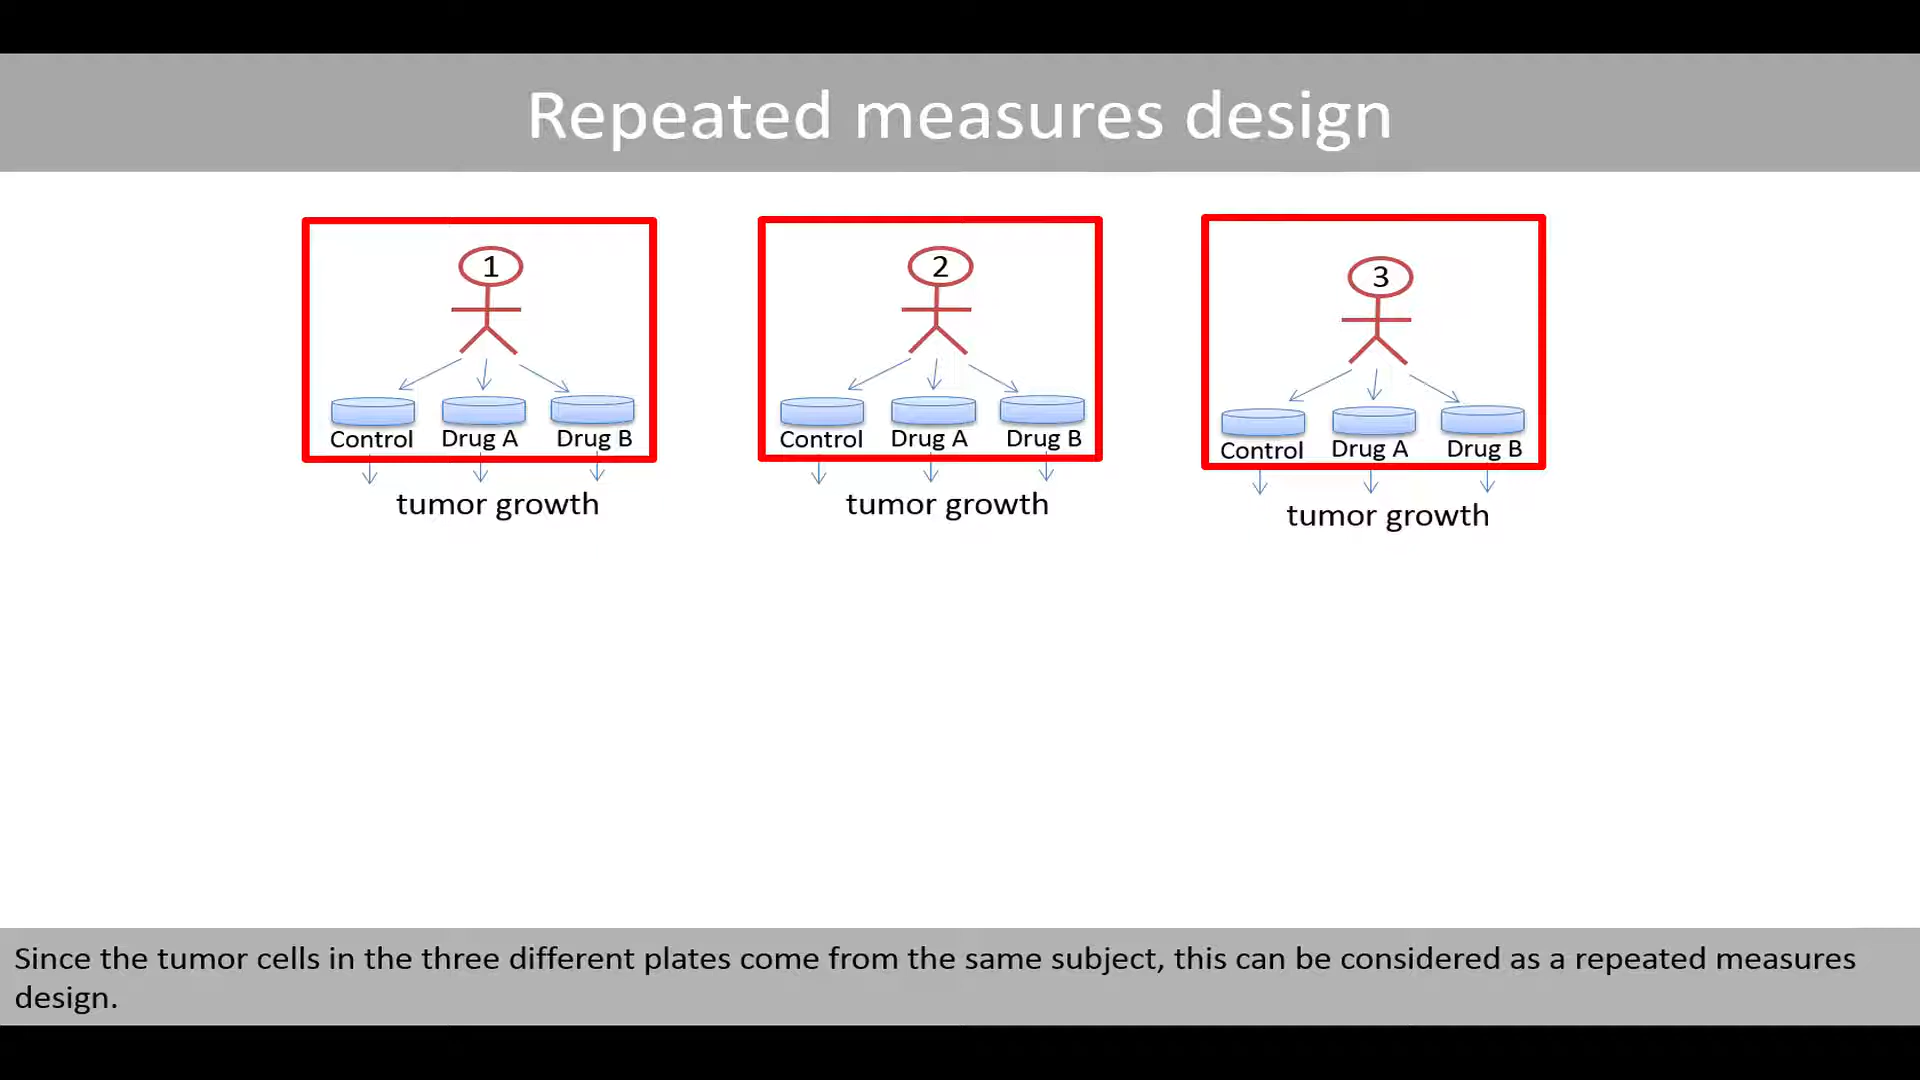 Repeated measures design
1
2
3
Control Drug A Drug B
Control Drug A Drug B
Control Drug A Drug B
tumor growth
tumor growth
tumor growth
Since the tumor cells in the three different plates come from the same subject, this can be considered as a repeated measures
design.